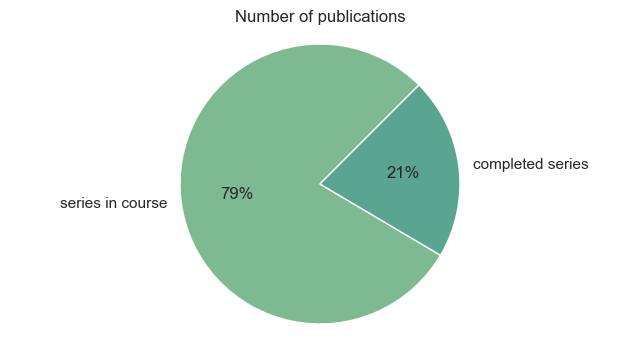 Number of publications
completed series
21%
79%
series in course